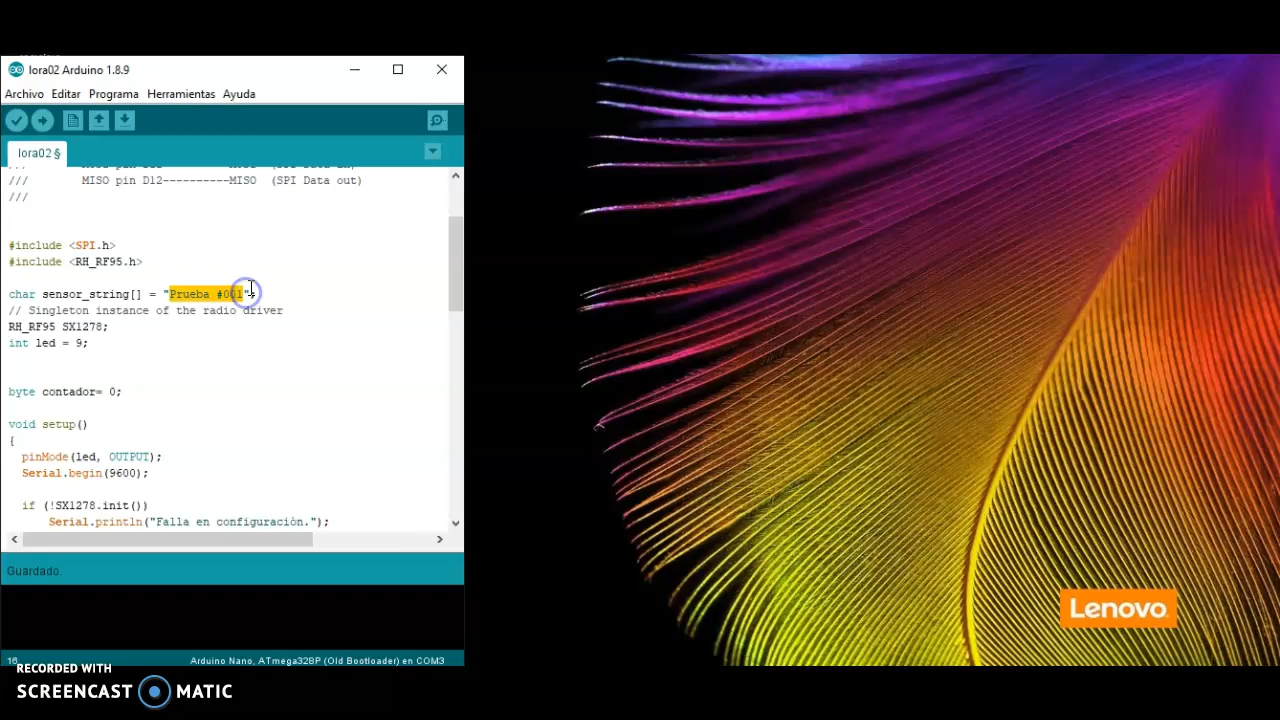 lora02 Arduino 1.8.9
Archivo Editar Programa Herramientas Ayuda
lora02 §
/// MISO pin D12----------MISO (SPI Data out)
///
#include <SPI.h>
#include <RH_RF95.h>
char sensor_string[] = "Prueba #001";
// Singleton instance of the radio driver
RH_RF95 SX1278;
int led = 9;
byte contador= 0;
void setup()
{
pinMode(led, OUTPUT);
Serial.begin(9600);
if (!SX1278.init())
Serial.println("Falla en configuración.");
Guardado.
16
Arduino Nano, ATmega328P (Old Bootloader) en COM3
RECORDED WITH
SCREENCAST MATIC
Lenovo